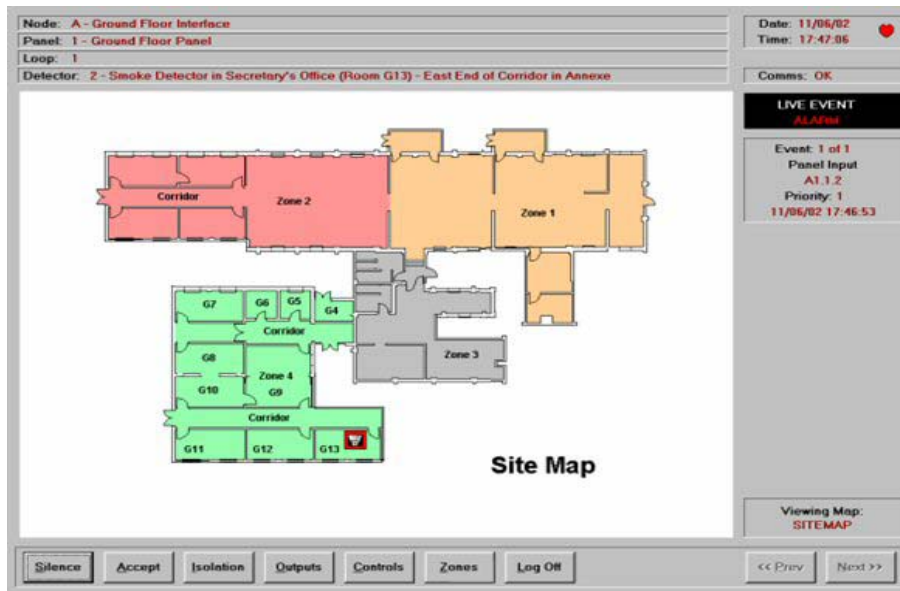 Node: A - Ground Floor Interface
Panel: 1 - Ground Floor Panel
Loop: 1
Detector: 2 - Smoke Detector in Secretary's Office (Room G13) - East End of Corridor in Annexe
Date: 11/06/02
Time: 17:47:06
Comms: OK
LIVE EVENT
ALARM
Event: 1 of 1
Panel Input
A1.1.2
Priority: 1
11/06/02 17:46:53
Corridor
Zone 2
Zone 1
G7
G6
G5
G4
Corridor
G8
Zone 3
Zone 4
G10
G9
Corridor
G11
G12
G13
Site Map
Viewing Map:
SITEMAP
Silence
Accept
Isolation
Outputs
Controls
Zones
Log Off
<< Prev
Next >>